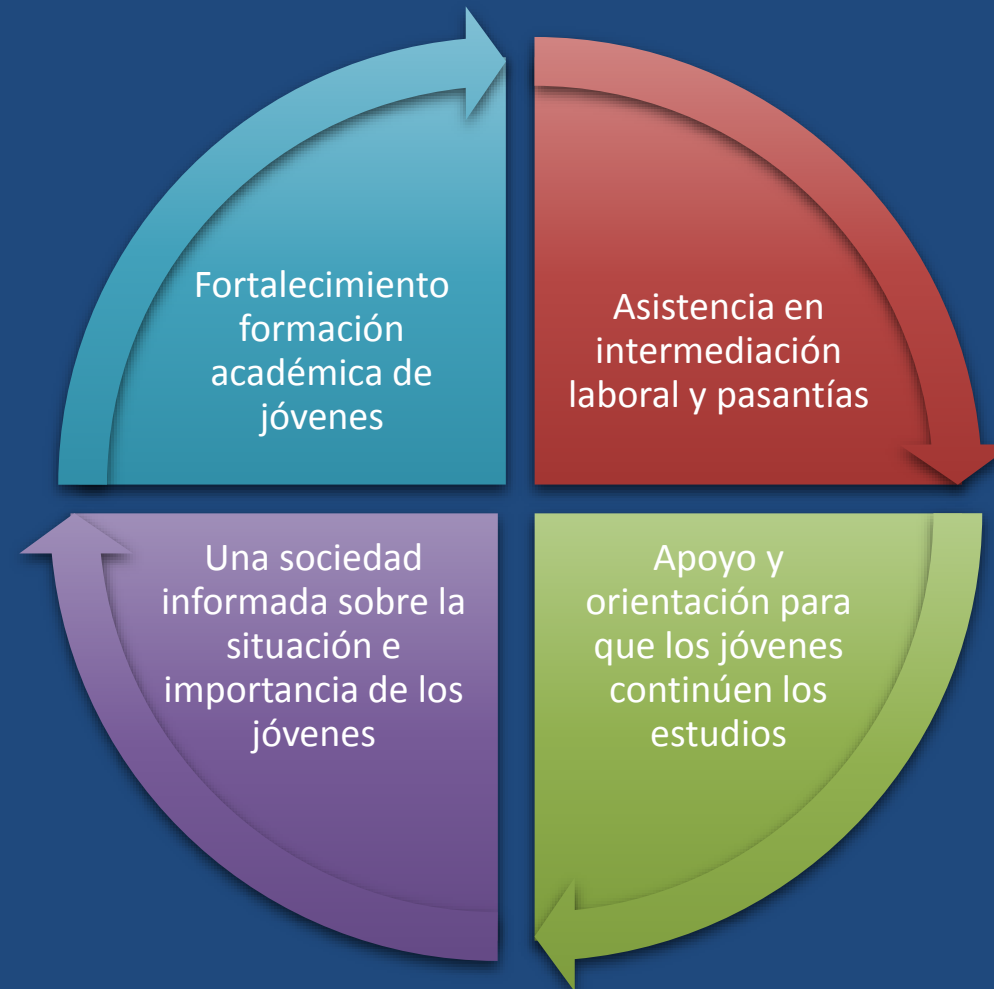 Fortalecimiento
formación
académica de
jóvenes
Asistencia en
intermediación
laboral y pasantías
Una sociedad
informada sobre la
situación e
importancia de los
jóvenes
Apoyo y
orientación para
que los jóvenes
continúen los
estudios